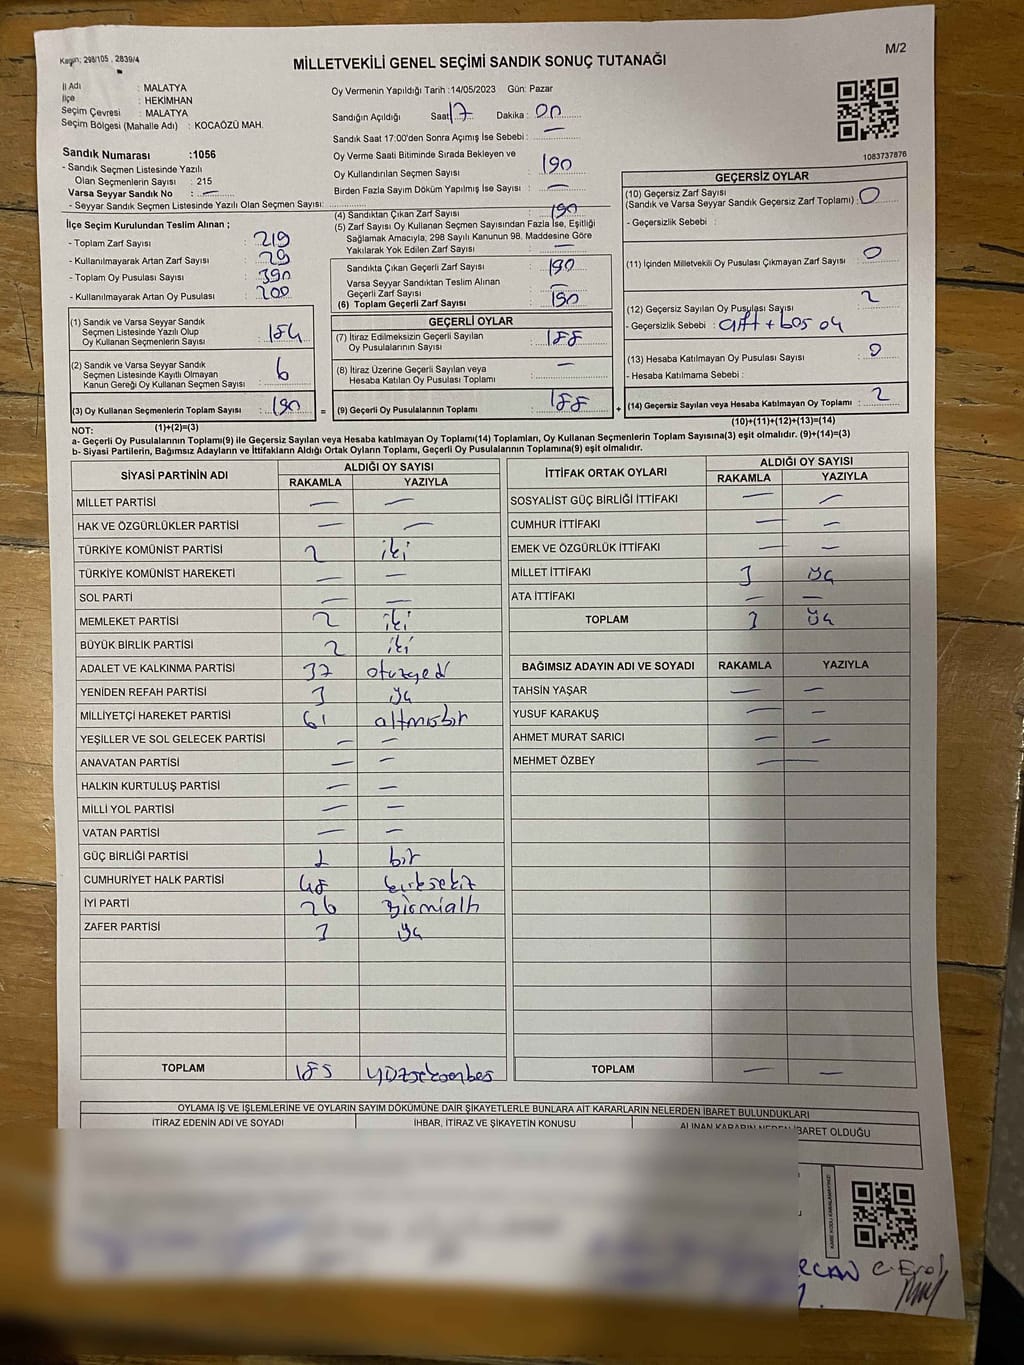 Kanun: 298/105, 2839/4
M/2
MİLLETVEKİLİ GENEL SEÇİMİ SANDIK SONUÇ TUTANAĞI
İl Adı : MALATYA
İlçe : HEKİMHAN
Seçim Çevresi : MALATYA
Seçim Bölgesi (Mahalle Adı) : KOCAÖZÜ MAH.
Oy Vermenin Yapıldığı Tarih :14/05/2023 Gün: Pazar
Sandığın Açıldığı Saat 17 Dakika : 00
Sandık Saat 17:00'den Sonra Açımış İse Sebebi : —
1083737876
Sandık Numarası :1056
- Sandık Seçmen Listesinde Yazılı
Olan Seçmenlerin Sayısı : 215
Varsa Seyyar Sandık No : —
- Seyyar Sandık Seçmen Listesinde Yazılı Olan Seçmen Sayısı:
Oy Verme Saati Bitiminde Sırada Bekleyen ve
Oy Kullandırılan Seçmen Sayısı : 190
Birden Fazla Sayım Döküm Yapılmış İse Sayısı : —
İlçe Seçim Kurulundan Teslim Alınan ;
- Toplam Zarf Sayısı : 219
- Kullanılmayarak Artan Zarf Sayısı : 29
- Toplam Oy Pusulası Sayısı : 390
- Kullanılmayarak Artan Oy Pusulası : 200
(4) Sandıktan Çıkan Zarf Sayısı : 190
(5) Zarf Sayısı Oy Kullanan Seçmen Sayısından Fazla İse, Eşitliği
Sağlamak Amacıyla, 298 Sayılı Kanunun 98. Maddesine Göre
Yakılarak Yok Edilen Zarf Sayısı : —
Sandıkta Çıkan Geçerli Zarf Sayısı : 190
Varsa Seyyar Sandıktan Teslim Alınan
Geçerli Zarf Sayısı : —
(6) Toplam Geçerli Zarf Sayısı : 190
GEÇERSİZ OYLAR
(10) Geçersiz Zarf Sayısı
(Sandık ve Varsa Seyyar Sandık Geçersiz Zarf Toplamı) : 0
- Geçersizlik Sebebi :
(11) İçinden Milletvekili Oy Pusulası Çıkmayan Zarf Sayısı : 0
(12) Geçersiz Sayılan Oy Pusulası Sayısı : 2
- Geçersizlik Sebebi : çift + boş oy
(13) Hesaba Katılmayan Oy Pusulası Sayısı : 0
- Hesaba Katılmama Sebebi :
(14) Geçersiz Sayılan veya Hesaba Katılmayan Oy Toplamı : 2
(10)+(11)+(12)+(13)=(14)
(1) Sandık ve Varsa Seyyar Sandık
Seçmen Listesinde Yazılı Olup
Oy Kullanan Seçmenlerin Sayısı : 184
(2) Sandık ve Varsa Seyyar Sandık
Seçmen Listesinde Kayıtlı Olmayan
Kanun Gereği Oy Kullanan Seçmen Sayısı : 6
(3) Oy Kullanan Seçmenlerin Toplam Sayısı : 190 =
(1)+(2)=(3)
GEÇERLİ OYLAR
(7) İtiraz Edilmeksizin Geçerli Sayılan
Oy Pusulalarının Sayısı : 188
(8) İtiraz Üzerine Geçerli Sayılan veya
Hesaba Katılan Oy Pusulası Toplamı : —
(9) Geçerli Oy Pusulalarının Toplamı : 188 +
NOT:
a- Geçerli Oy Pusulalarının Toplamı(9) ile Geçersiz Sayılan veya Hesaba katılmayan Oy Toplamı(14) Toplamları, Oy Kullanan Seçmenlerin Toplam Sayısına(3) eşit olmalıdır. (9)+(14)=(3)
b- Siyasi Partilerin, Bağımsız Adayların ve İttifakların Aldığı Ortak Oyların Toplamı, Geçerli Oy Pusulalarının Toplamına(9) eşit olmalıdır.
SİYASİ PARTİNİN ADI ALDIĞI OY SAYISI
RAKAMLA YAZIYLA
MİLLET PARTİSİ — —
HAK VE ÖZGÜRLÜKLER PARTİSİ — —
TÜRKİYE KOMÜNİST PARTİSİ 2 iki
TÜRKİYE KOMÜNİST HAREKETİ — —
SOL PARTİ — —
MEMLEKET PARTİSİ 2 iki
BÜYÜK BİRLİK PARTİSİ 2 iki
ADALET VE KALKINMA PARTİSİ 37 otuzyedi
YENİDEN REFAH PARTİSİ 3 üç
MİLLİYETÇİ HAREKET PARTİSİ 61 altmışbir
YEŞİLLER VE SOL GELECEK PARTİSİ — —
ANAVATAN PARTİSİ — —
HALKIN KURTULUŞ PARTİSİ — —
MİLLİ YOL PARTİSİ — —
VATAN PARTİSİ — —
GÜÇ BİRLİĞİ PARTİSİ 1 bir
CUMHURİYET HALK PARTİSİ 48 kırksekiz
İYİ PARTİ 26 yirmialtı
ZAFER PARTİSİ 3 üç
TOPLAM 185 yüzseksenbeş
İTTİFAK ORTAK OYLARI ALDIĞI OY SAYISI
RAKAMLA YAZIYLA
SOSYALİST GÜÇ BİRLİĞİ İTTİFAKI — —
CUMHUR İTTİFAKI — —
EMEK VE ÖZGÜRLÜK İTTİFAKI — —
MİLLET İTTİFAKI 3 üç
ATA İTTİFAKI — —
TOPLAM 3 üç
BAĞIMSIZ ADAYIN ADI VE SOYADI RAKAMLA YAZIYLA
TAHSİN YAŞAR — —
YUSUF KARAKUŞ — —
AHMET MURAT SARICI — —
MEHMET ÖZBEY — —
TOPLAM — —
OYLAMA İŞ VE İŞLEMLERİNE VE OYLARIN SAYIM DÖKÜMÜNE DAİR ŞİKAYETLERLE BUNLARA AİT KARARLARIN NELERDEN İBARET BULUNDUKLARI
İTİRAZ EDENİN ADI VE SOYADI İHBAR, İTİRAZ VE ŞİKAYETİN KONUSU ALINAN KARARIN NEDEN İBARET OLDUĞU
RCAN E. Erol